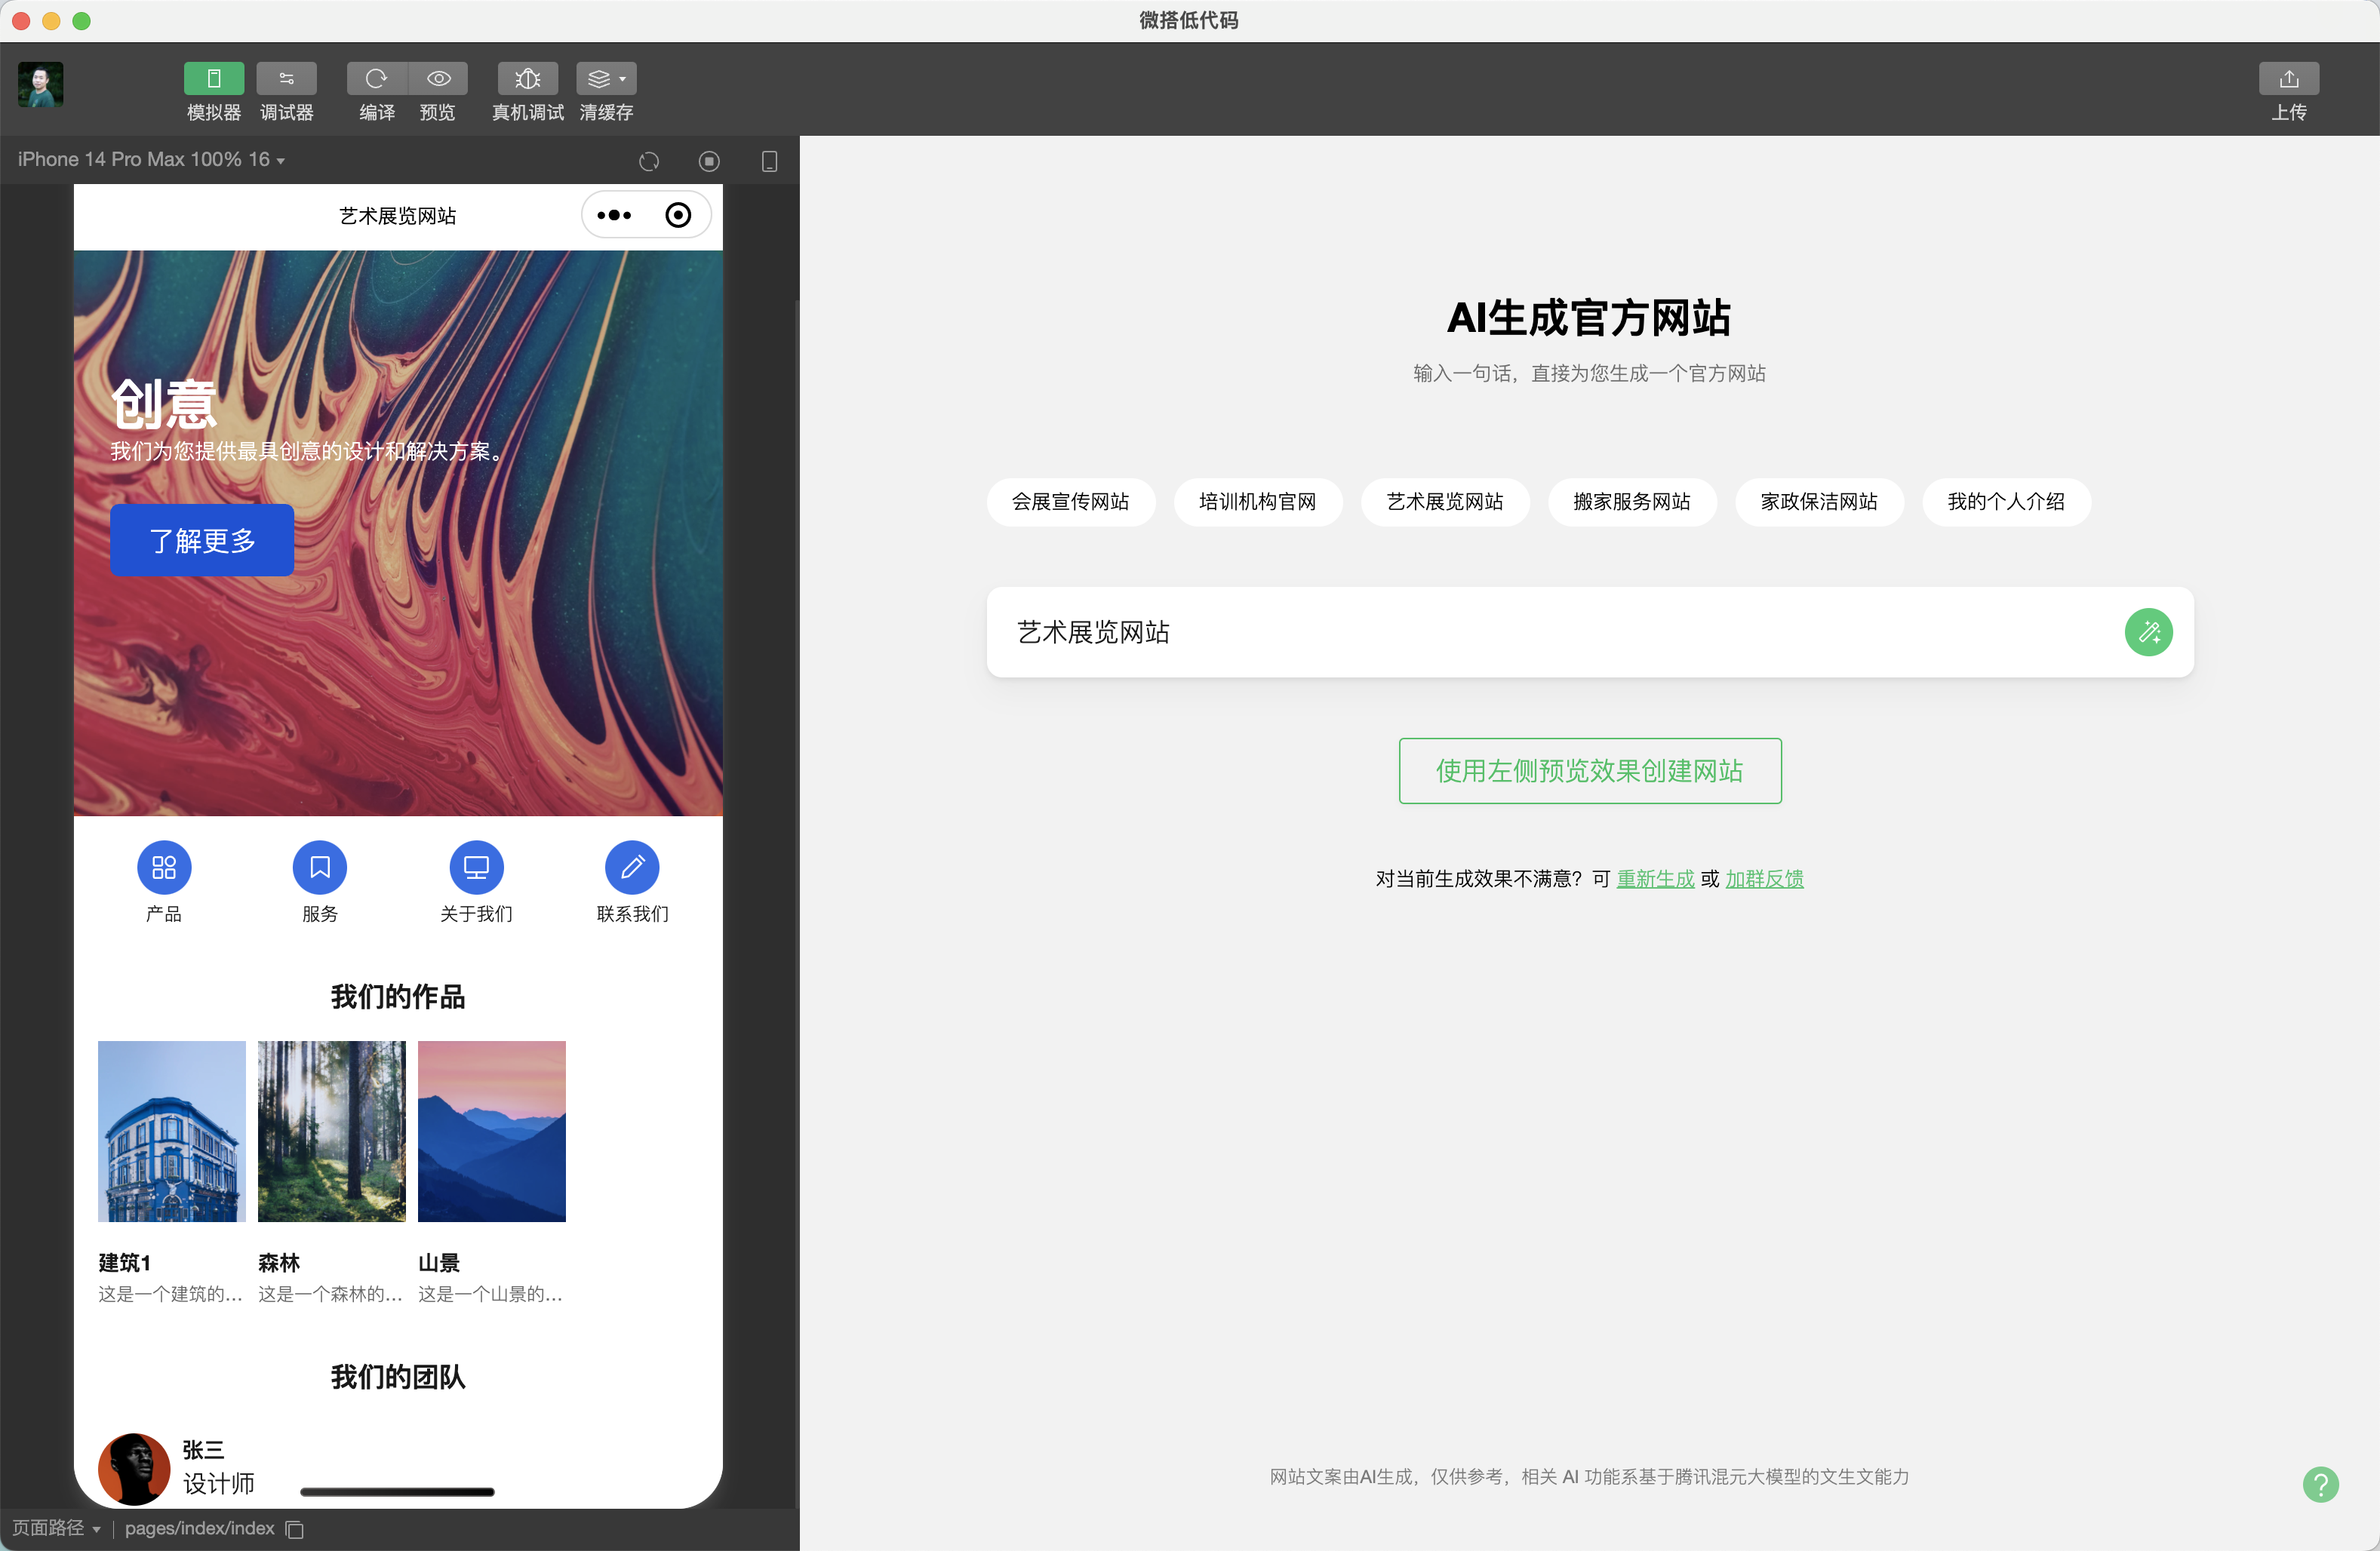 微搭低代码
模拟器 调试器 编译 预览 真机调试 清缓存 上传
iPhone 14 Pro Max 100% 16
艺术展览网站
创意
我们为您提供最具创意的设计和解决方案。
了解更多
产品 服务 关于我们 联系我们
我们的作品
建筑1 森林 山景
这是一个建筑的... 这是一个森林的... 这是一个山景的...
我们的团队
张三
设计师
页面路径 pages/index/index
AI生成官方网站
输入一句话，直接为您生成一个官方网站
会展宣传网站 培训机构官网 艺术展览网站 搬家服务网站 家政保洁网站 我的个人介绍
艺术展览网站
使用左侧预览效果创建网站
对当前生成效果不满意？可 重新生成 或 加群反馈
网站文案由AI生成，仅供参考，相关 AI 功能系基于腾讯混元大模型的文生文能力
?